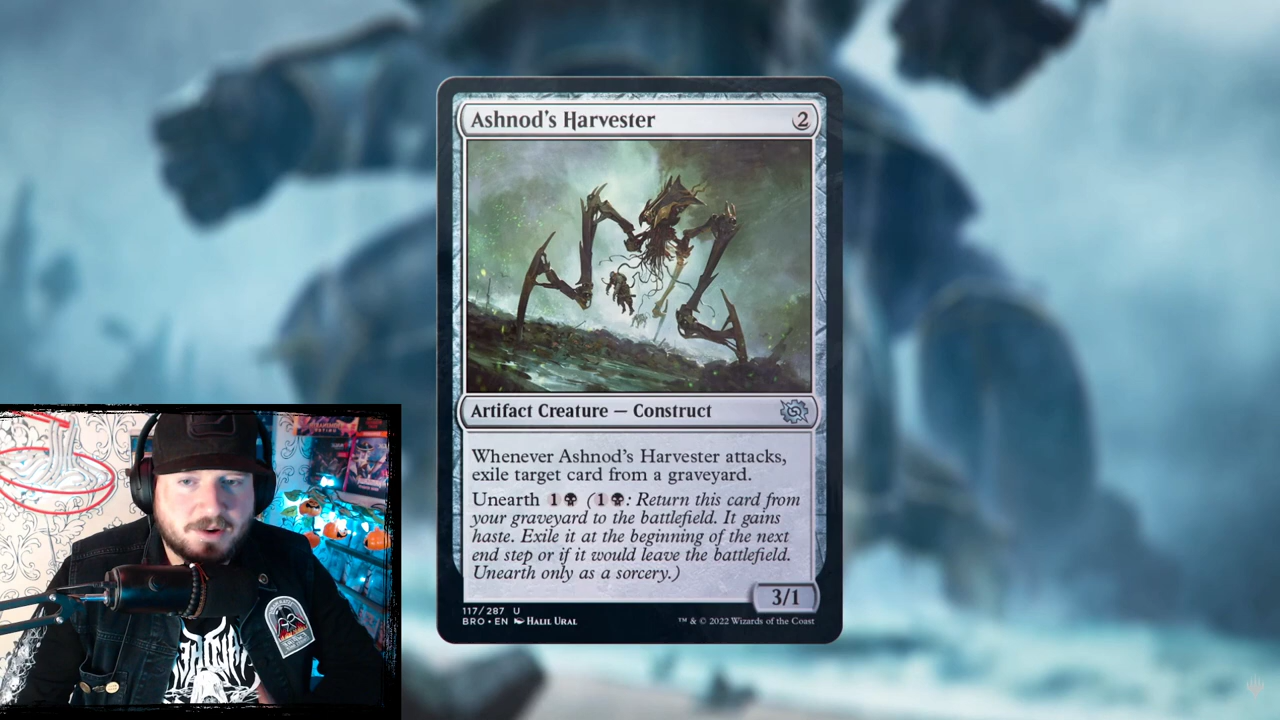 Ashnod's Harvester 2
Artifact Creature — Construct
Whenever Ashnod's Harvester attacks,
exile target card from a graveyard.
Unearth 1 (1 : Return this card from
your graveyard to the battlefield. It gains
haste. Exile it at the beginning of the next
end step or if it would leave the battlefield.
Unearth only as a sorcery.)
3/1
117/287 U
BRO • EN Halil Ural
™ & © 2022 Wizards of the Coast